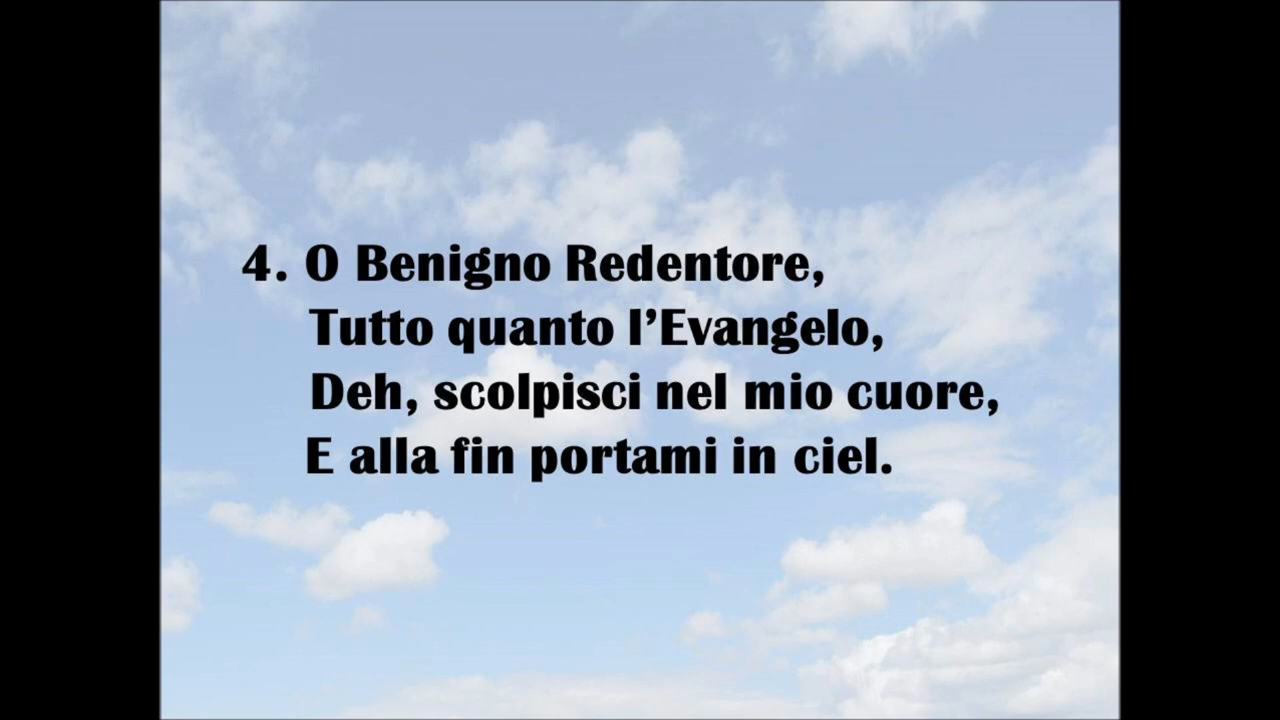 4. O Benigno Redentore,
Tutto quanto l’Evangelo,
Deh, scolpisci nel mio cuore,
E alla fin portami in ciel.